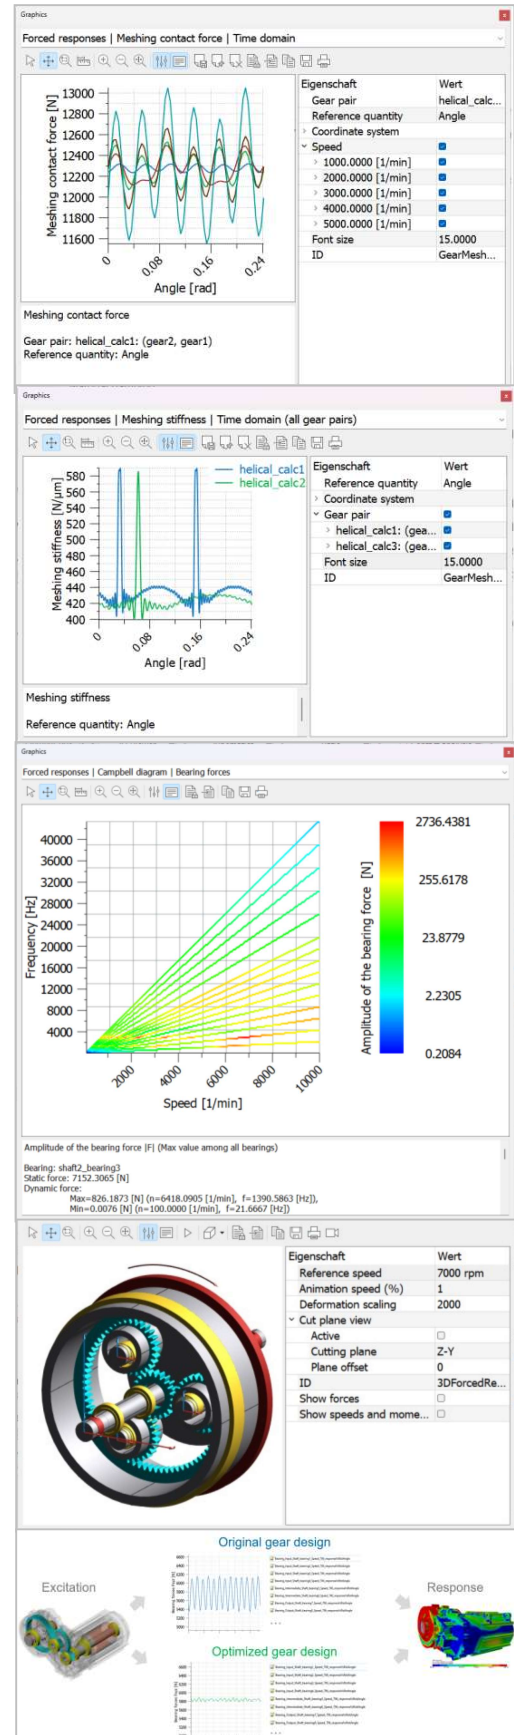 Graphics
Forced responses | Meshing contact force | Time domain
Meshing contact force [N]
13000
12800
12600
12400
12200
12000
11800
11600
0
0.08
0.16
0.24
Angle [rad]
Eigenschaft Wert
Gear pair helical_calc...
Reference quantity Angle
Coordinate system
Speed
1000.0000 [1/min]
2000.0000 [1/min]
3000.0000 [1/min]
4000.0000 [1/min]
5000.0000 [1/min]
Font size 15.0000
ID GearMesh...
Meshing contact force
Gear pair: helical_calc1: (gear2, gear1)
Reference quantity: Angle
Graphics
Forced responses | Meshing stiffness | Time domain (all gear pairs)
Meshing stiffness [N/μm]
580
560
540
520
500
480
460
440
420
400
helical_calc1
helical_calc2
0
0.08
0.16
0.24
Angle [rad]
Eigenschaft Wert
Reference quantity Angle
Coordinate system
Gear pair
helical_calc1: (gea...
helical_calc3: (gea...
Font size 15.0000
ID GearMesh...
Meshing stiffness
Reference quantity: Angle
Graphics
Forced responses | Campbell diagram | Bearing forces
Frequency [Hz]
40000
36000
32000
28000
24000
20000
16000
12000
8000
4000
2000
4000
6000
8000
10000
Speed [1/min]
Amplitude of the bearing force [N]
2736.4381
255.6178
23.8779
2.2305
0.2084
Amplitude of the bearing force |F| (Max value among all bearings)
Bearing: shaft2_bearing3
Static force: 7152.3065 [N]
Dynamic force:
Max=826.1873 [N] (n=6418.0905 [1/min], f=1390.5863 [Hz]),
Min=0.0076 [N] (n=100.0000 [1/min], f=21.6667 [Hz])
Eigenschaft Wert
Reference speed 7000 rpm
Animation speed (%) 1
Deformation scaling 2000
Cut plane view
Active
Cutting plane Z-Y
Plane offset 0
ID 3DForcedRe...
Show forces
Show speeds and mome...
Original gear design
Excitation
Response
Optimized gear design